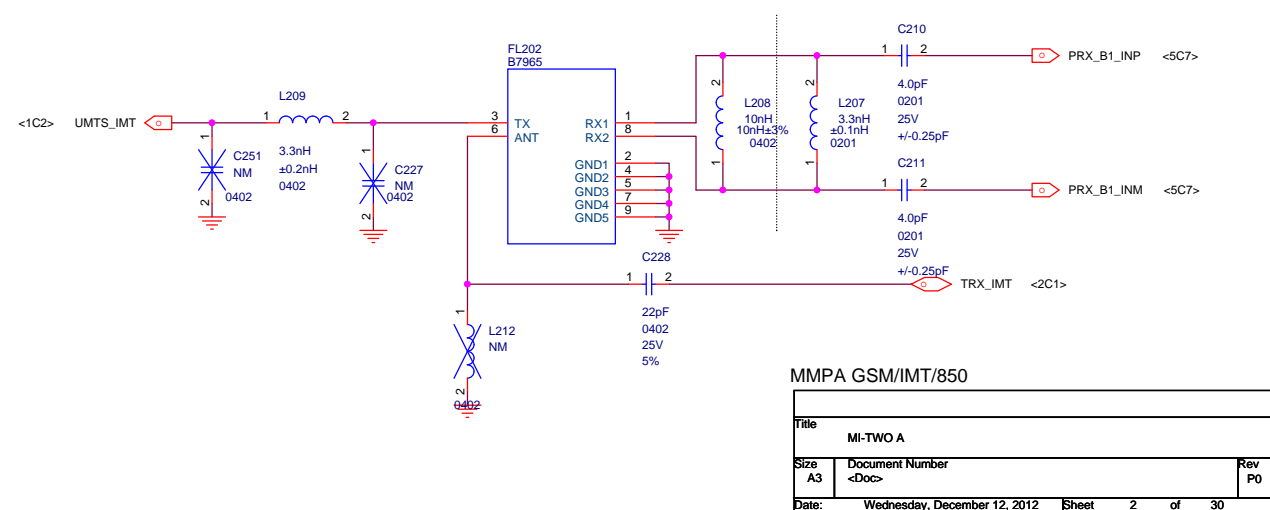 C210
1 2
PRX_B1_INP <5C7>
4.0pF
0201
25V
+/-0.25pF
FL202
B7965
L209
<1C2> UMTS_IMT
1 2
3.3nH
±0.2nH
0402
1
C251
NM
0402
2
1
C227
NM
0402
2
3 TX
6 ANT
RX1 1
RX2 8
GND1 2
GND2 4
GND3 5
GND4 7
GND5 9
2
L208
10nH
10nH±3%
0402
1
2
L207
3.3nH
±0.1nH
0201
1
C211
1 2
PRX_B1_INM <5C7>
4.0pF
0201
25V
+/-0.25pF
C228
1 2
TRX_IMT <2C1>
22pF
0402
25V
5%
1
L212
NM
2
0402
MMPA GSM/IMT/850
Title
MI-TWO A
Size Document Number Rev
A3 <Doc> P0
Date: Wednesday, December 12, 2012 Sheet 2 of 30